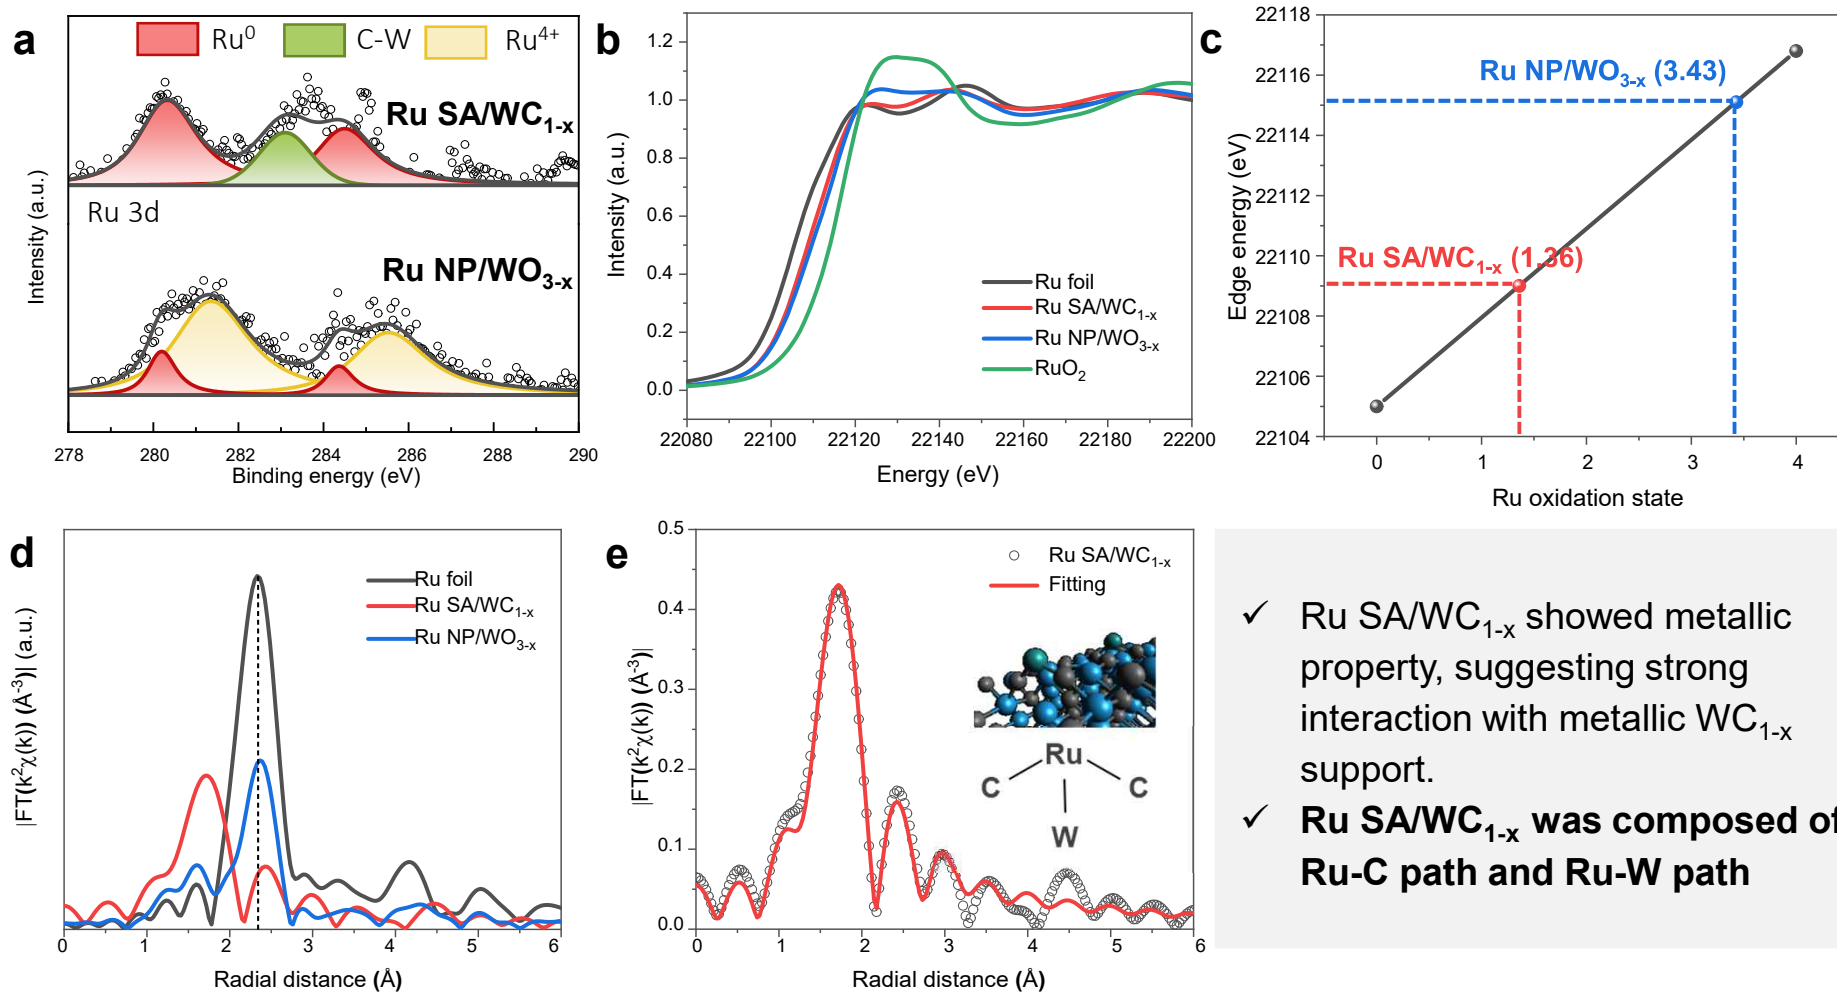 a
Ru⁰
C-W
Ru⁴⁺
Ru SA/WC₁₋ₓ
Ru 3d
Ru NP/WO₃₋ₓ
Intensity (a.u.)
278 280 282 284 286 288 290
Binding energy (eV)
b
1.2
1.0
0.8
0.6
0.4
0.2
0.0
Intensity (a.u.)
Ru foil
Ru SA/WC₁₋ₓ
Ru NP/WO₃₋ₓ
RuO₂
22080 22100 22120 22140 22160 22180 22200
Energy (eV)
c
22118
22116
22114
22112
22110
22108
22106
22104
Edge energy (eV)
Ru NP/WO₃₋ₓ (3.43)
Ru SA/WC₁₋ₓ (1.36)
0 1 2 3 4
Ru oxidation state
d
|FT(k²χ(k)) (Å⁻³)| (a.u.)
Ru foil
Ru SA/WC₁₋ₓ
Ru NP/WO₃₋ₓ
0 1 2 3 4 5 6
Radial distance (Å)
e
0.5
0.4
0.3
0.2
0.1
0.0
|FT(k²χ(k)) (Å⁻³)|
Ru SA/WC₁₋ₓ
Fitting
Ru
C C
W
0 1 2 3 4 5 6
Radial distance (Å)
✓ Ru SA/WC₁₋ₓ showed metallic
property, suggesting strong
interaction with metallic WC₁₋ₓ
support.
✓ Ru SA/WC₁₋ₓ was composed of
Ru-C path and Ru-W path